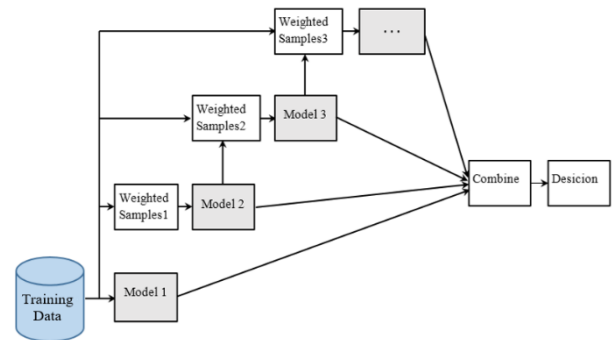 Weighted
Samples3
...
Weighted
Samples2
Model 3
Weighted
Samples1
Model 2
Combine
Desicion
Training
Data
Model 1